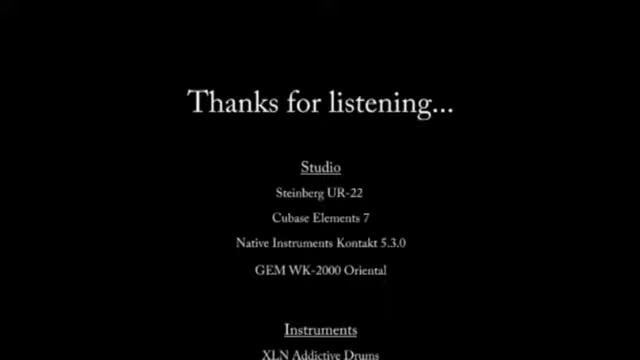 Thanks for listening...
Studio
Steinberg UR-22
Cubase Elements 7
Native Instruments Kontakt 5.3.0
GEM WK-2000 Oriental
Instruments
XLN Addictive Drums